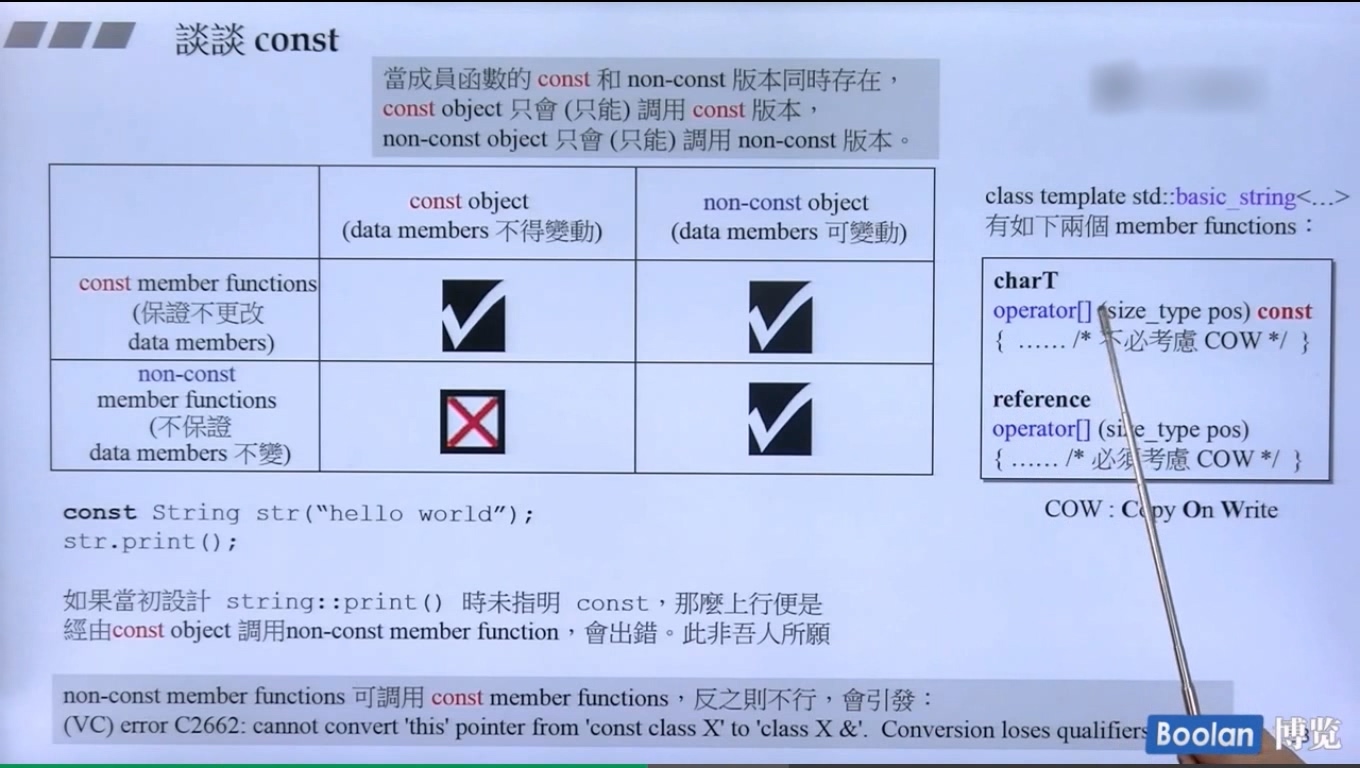 談談 const
當成員函數的 const 和 non-const 版本同時存在，
const object 只會 (只能) 調用 const 版本，
non-const object 只會 (只能) 調用 non-const 版本。
const object
(data members 不得變動)
non-const object
(data members 可變動)
const member functions
(保證不更改
data members)
non-const
member functions
(不保證
data members 不變)
class template std::basic_string<…>
有如下兩個 member functions：
charT
operator[] (size_type pos) const
{ …… /* 不必考慮 COW */ }
reference
operator[] (size_type pos)
{ …… /* 必須考慮 COW */ }
COW : Copy On Write
const String str(“hello world”);
str.print();
如果當初設計 string::print() 時未指明 const，那麼上行便是
經由const object 調用non-const member function，會出錯。此非吾人所願
non-const member functions 可調用 const member functions，反之則不行，會引發：
(VC) error C2662: cannot convert 'this' pointer from 'const class X' to 'class X &'. Conversion loses qualifiers
Boolan 博览